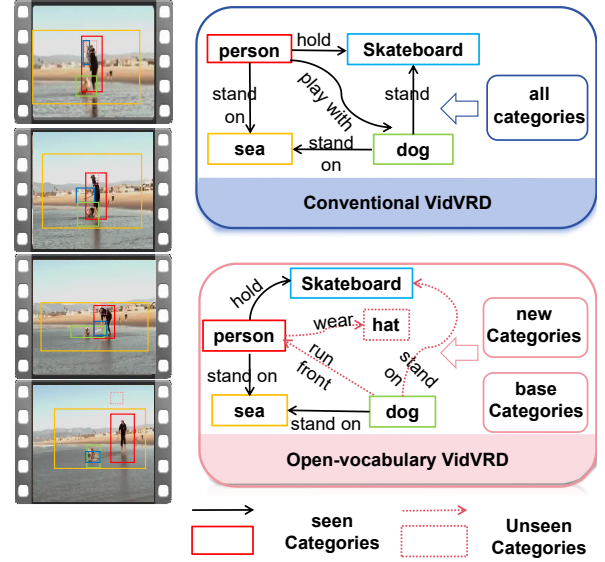 person
hold
Skateboard
stand
on
play with
stand
all
categories
sea
stand
on
dog
Conventional VidVRD
Skateboard
hold
wear
hat
person
run
front
stand
on
new
Categories
stand on
base
Categories
sea
stand on
dog
Open-vocabulary VidVRD
seen
Categories
Unseen
Categories